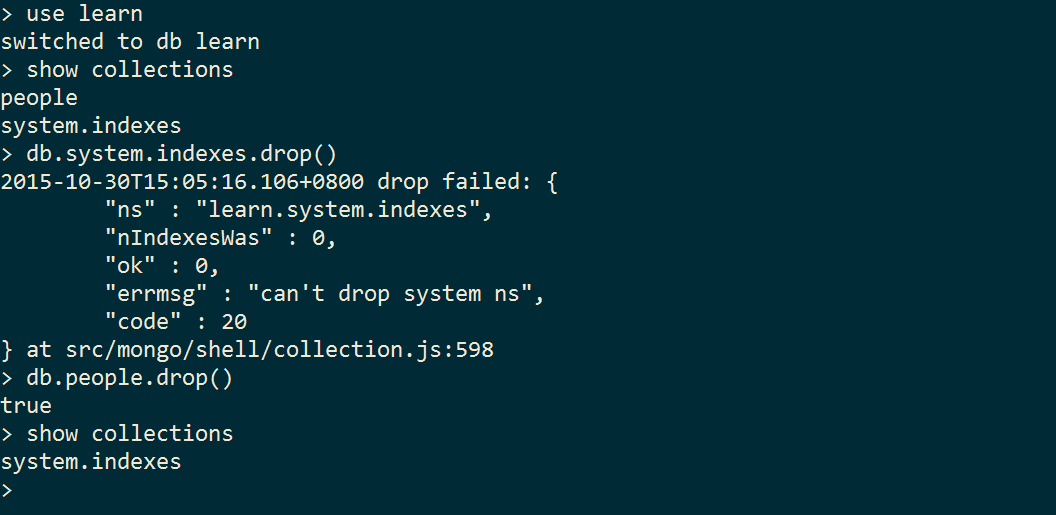 > use learn
switched to db learn
> show collections
people
system.indexes
> db.system.indexes.drop()
2015-10-30T15:05:16.106+0800 drop failed: {
        "ns" : "learn.system.indexes",
        "nIndexesWas" : 0,
        "ok" : 0,
        "errmsg" : "can't drop system ns",
        "code" : 20
} at src/mongo/shell/collection.js:598
> db.people.drop()
true
> show collections
system.indexes
>